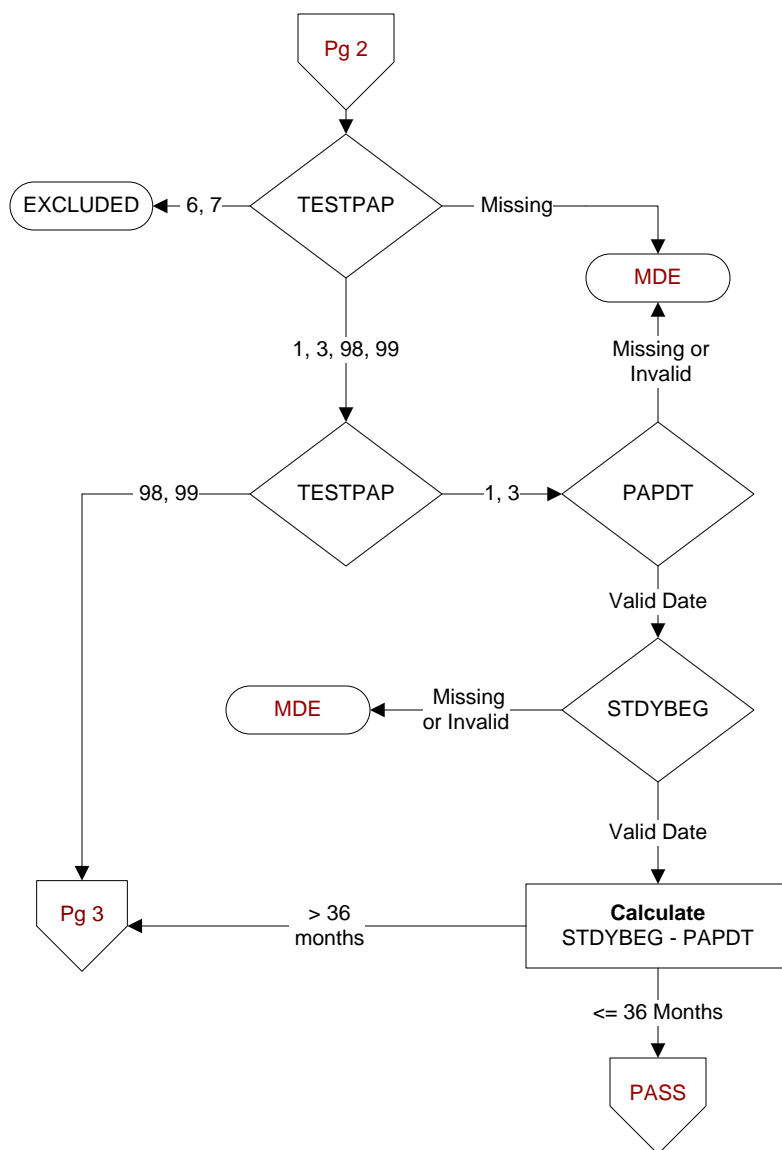 Pg 2
TESTPAP
EXCLUDED
6, 7
Missing
MDE
1, 3, 98, 99
Missing or
Invalid
98, 99
TESTPAP
1, 3
PAPDT
Valid Date
MDE
Missing
or Invalid
STDYBEG
Valid Date
Pg 3
> 36
months
Calculate
STDYBEG - PAPDT
<= 36 Months
PASS